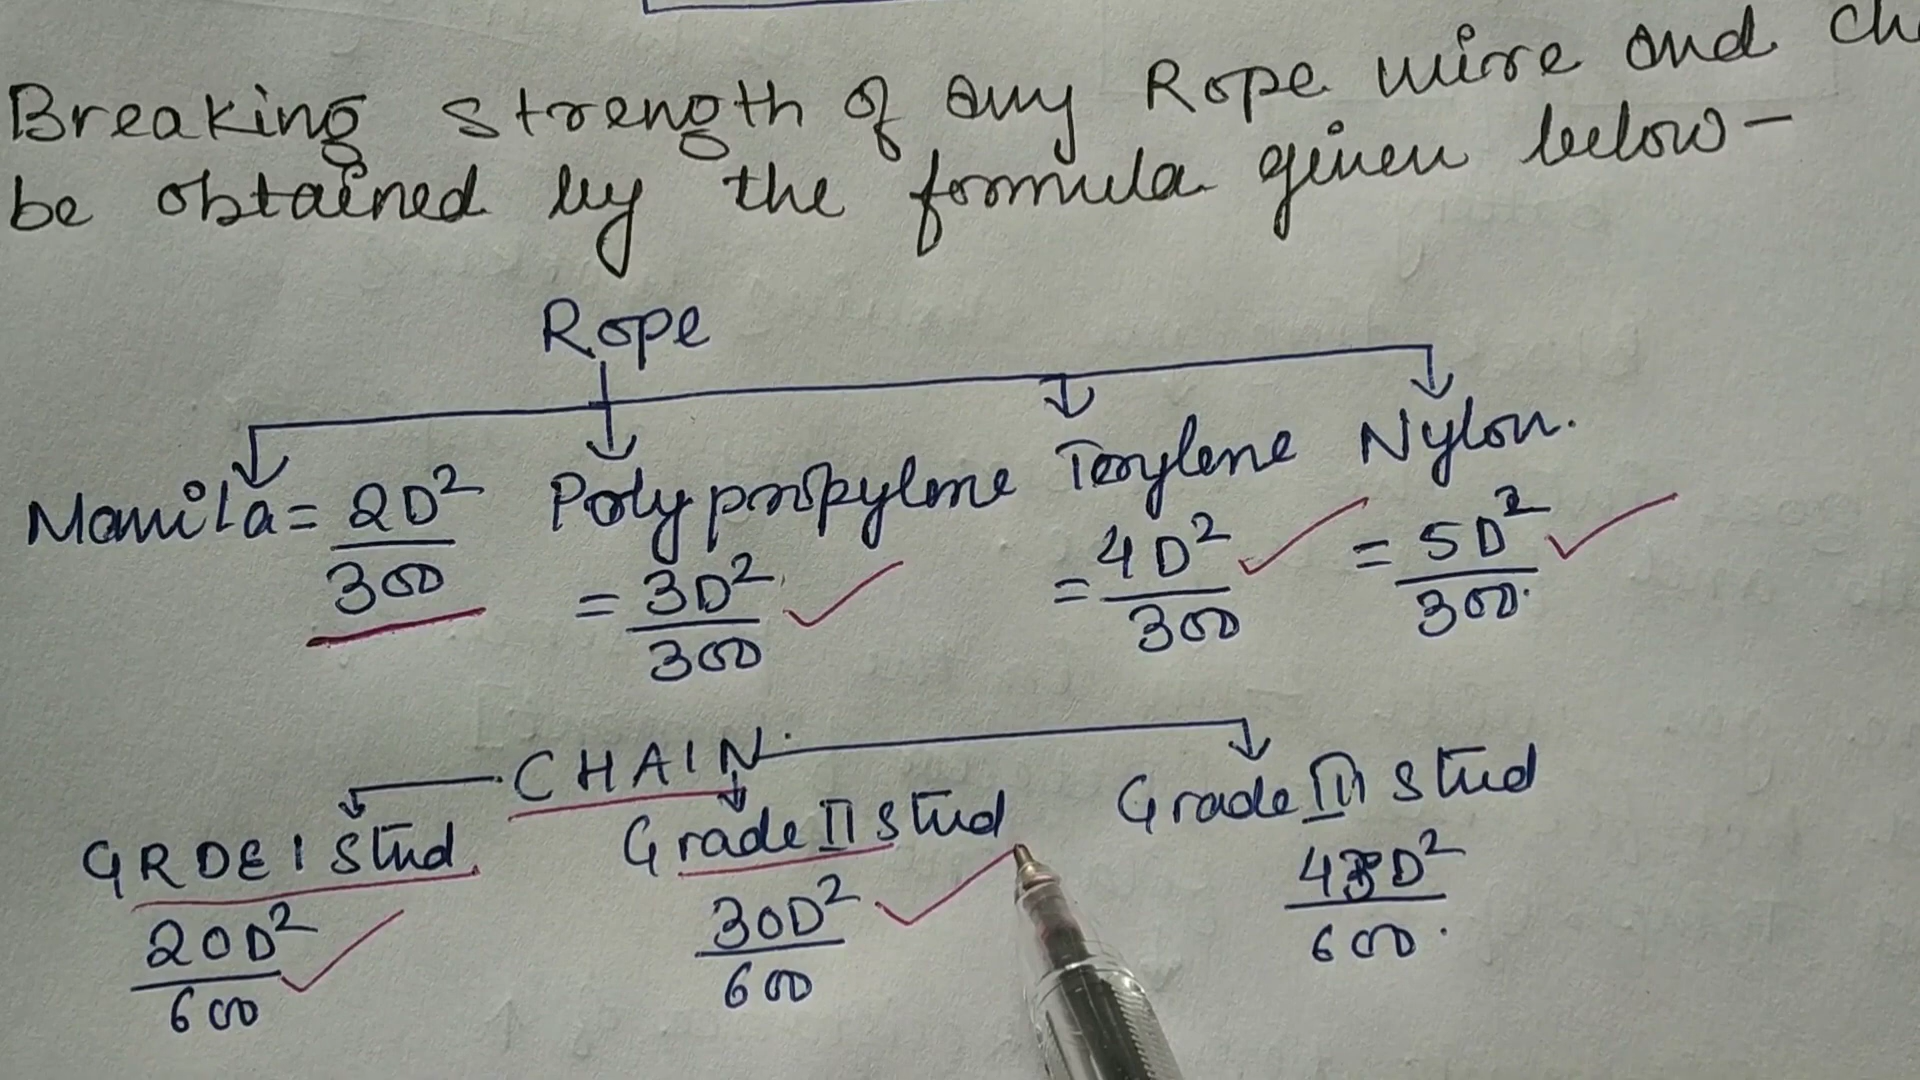 Breaking strength of any Rope wire and
be obtained by the formula given below-
Rope
Manila = 2D²/300
Polypropylene = 3D²/300
Terylene = 4D²/300
Nylon. = 5D²/300.
CHAIN.
GRDE I Stud.
20D²/600
Grade II Stud
30D²/600
Grade III Stud
43D²/600.